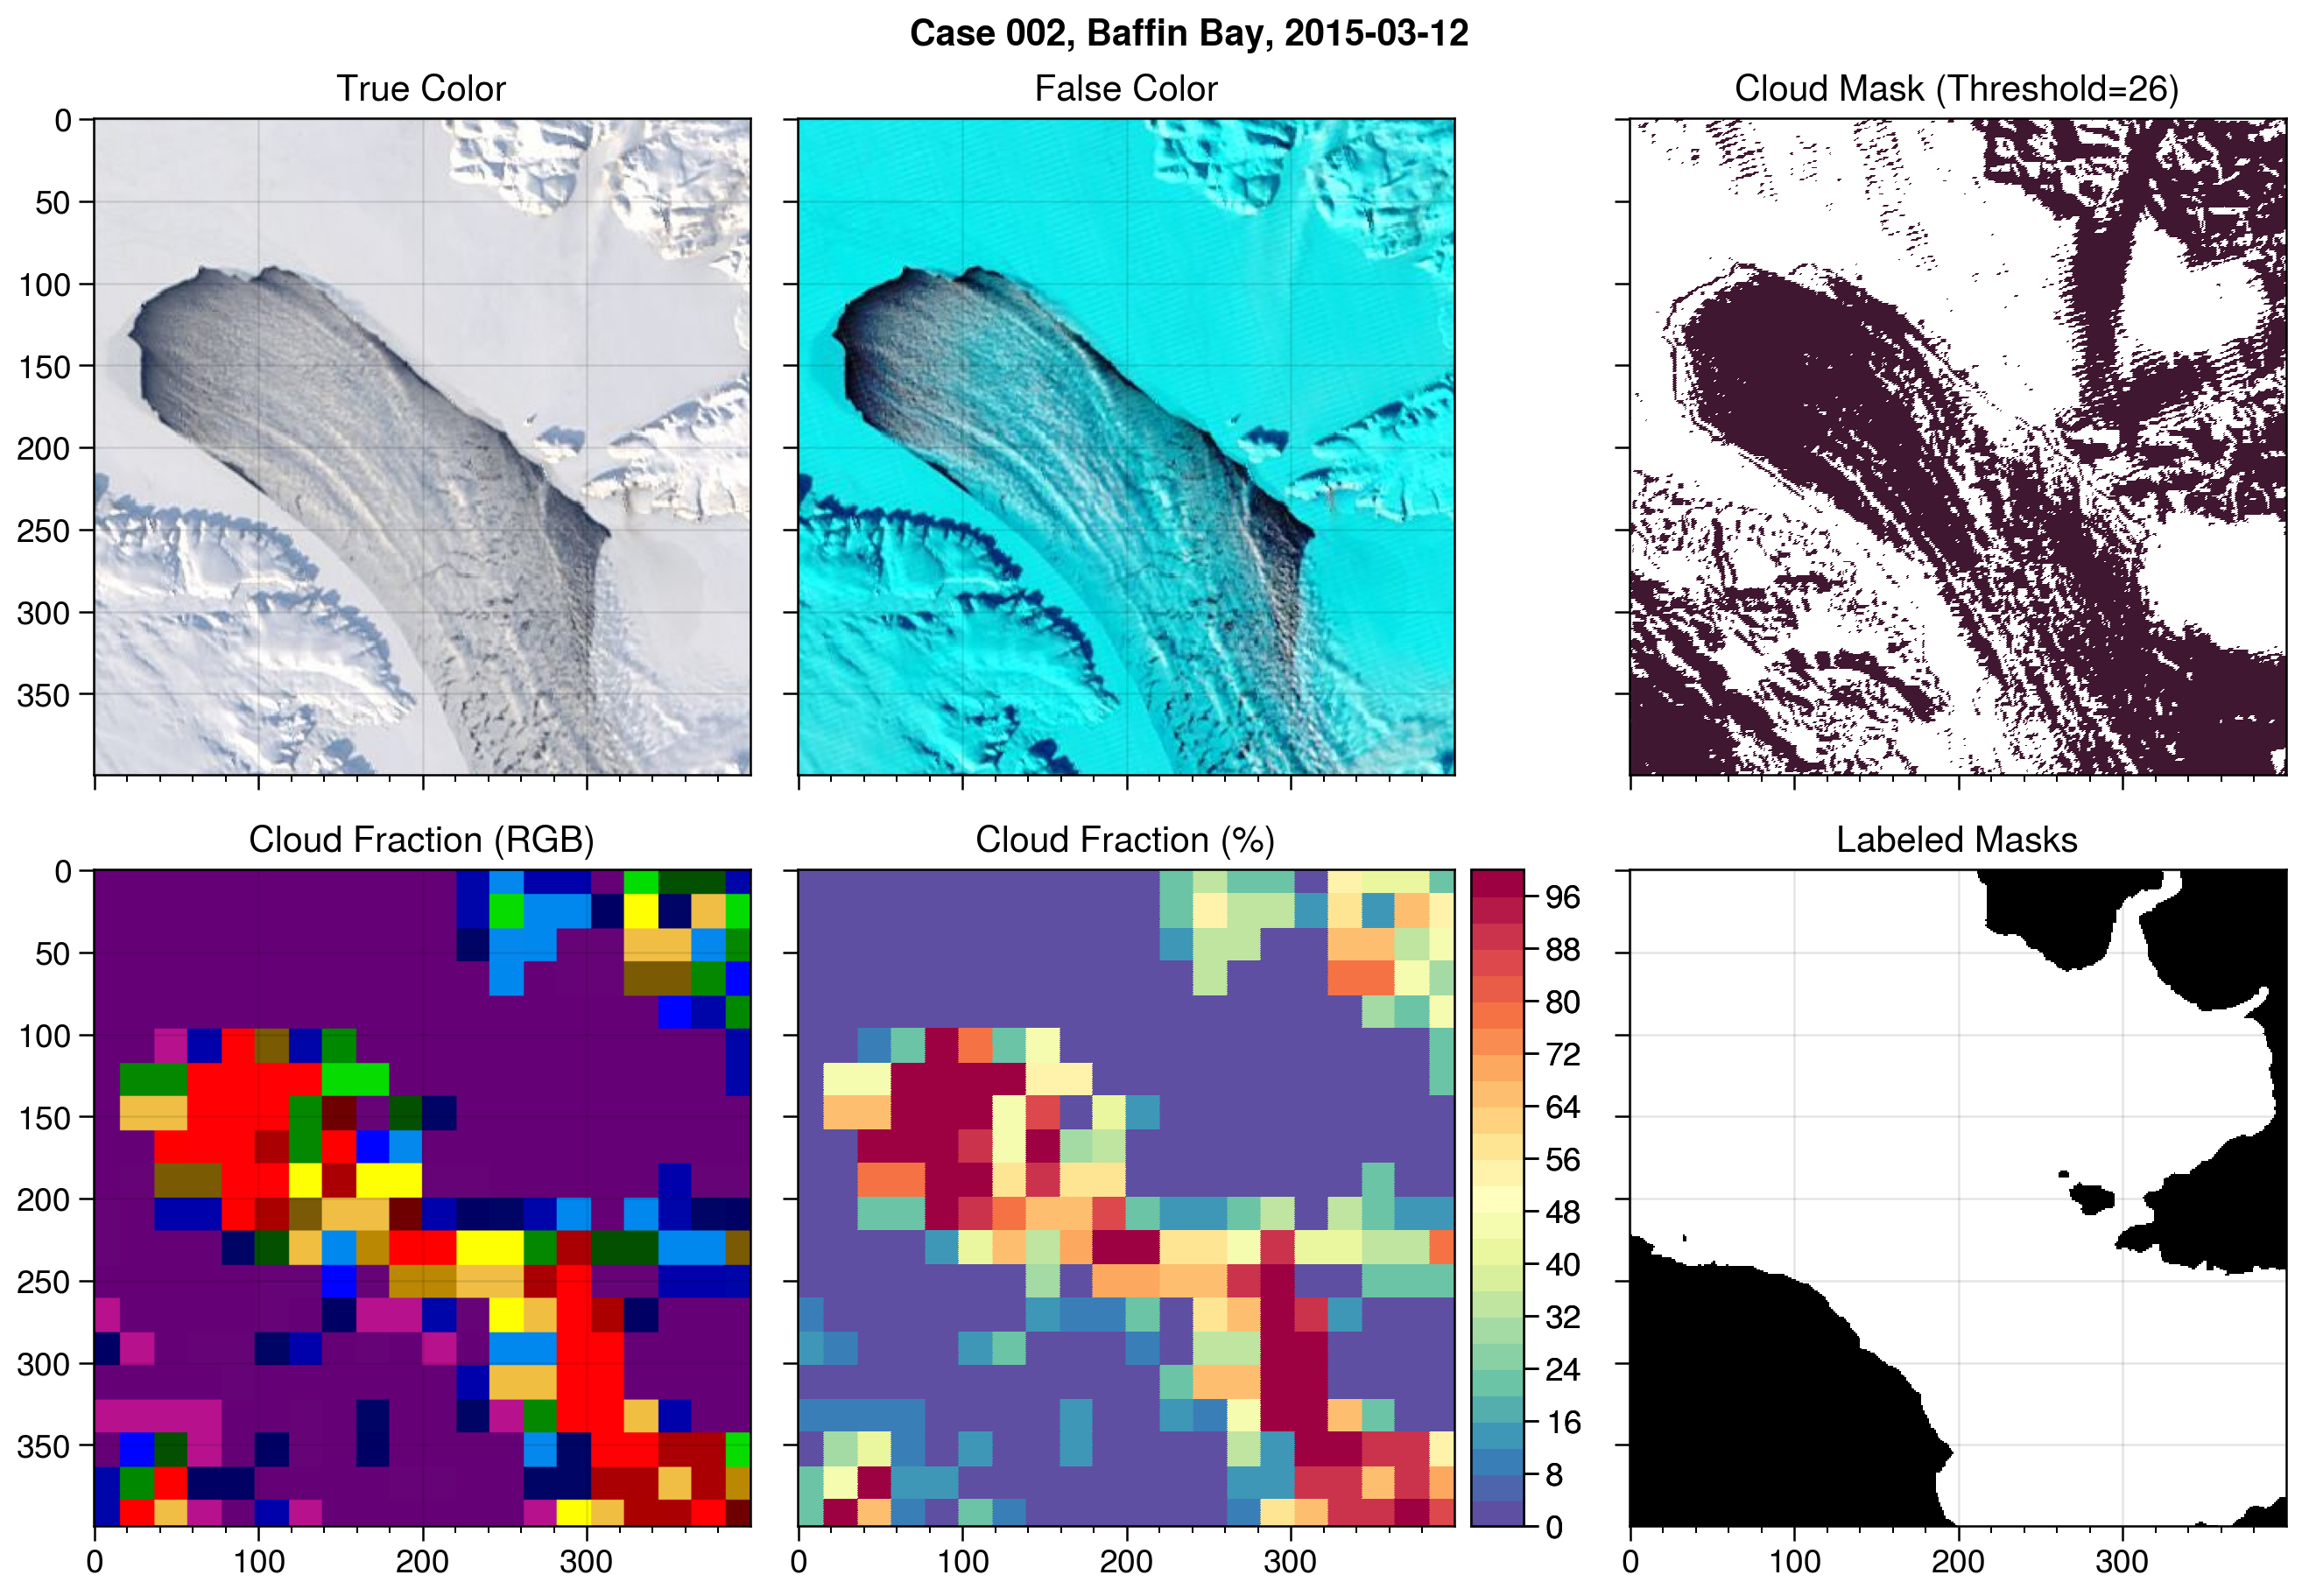 Case 002, Baffin Bay, 2015-03-12
True Color
False Color
Cloud Mask (Threshold=26)
0
50
100
150
200
250
300
350
Cloud Fraction (RGB)
Cloud Fraction (%)
Labeled Masks
0
50
100
150
200
250
300
350
96
88
80
72
64
56
48
40
32
24
16
8
0
0 100 200 300
0 100 200 300
0 100 200 300